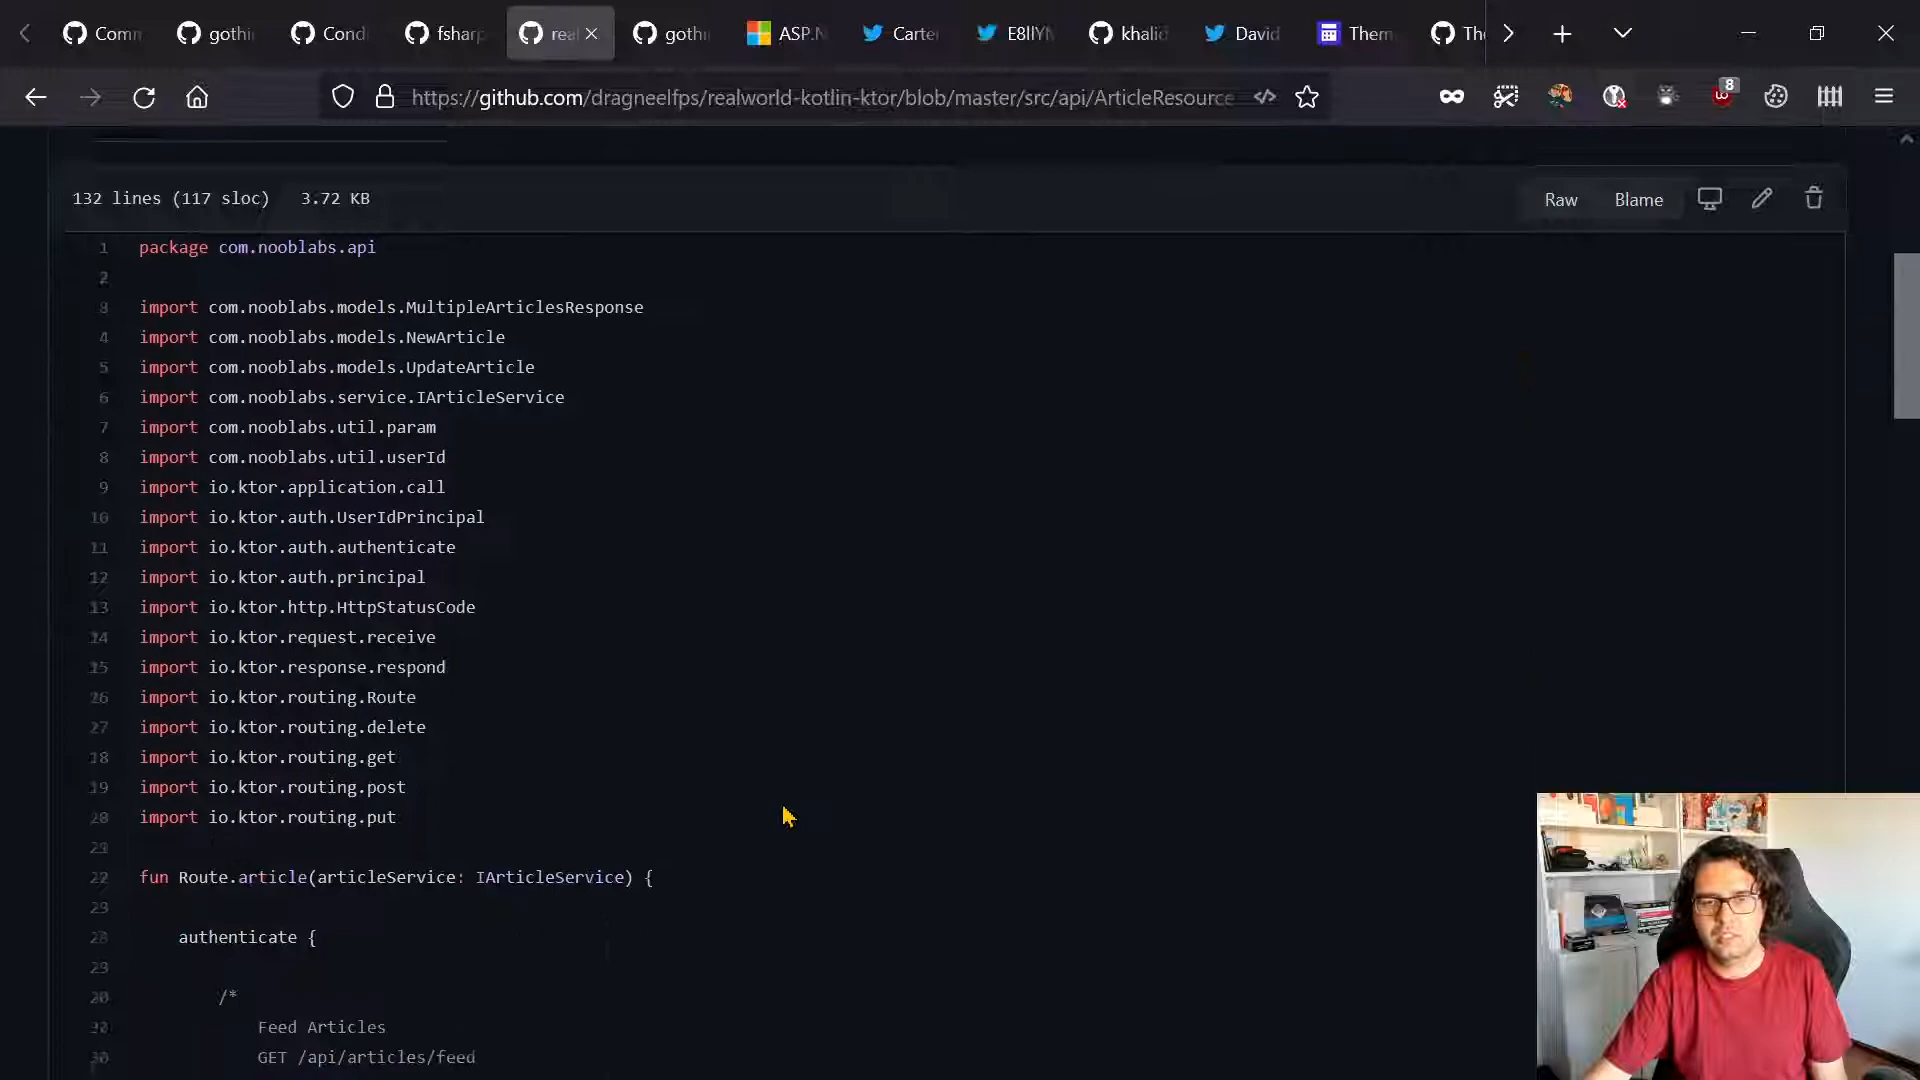 Comm
gothi
Cond
fsharp
real
gothi
ASP.N
Carte
E8llYN
khalid
David
Them
The
https://github.com/dragneelfps/realworld-kotlin-ktor/blob/master/src/api/ArticleResource
8
132 lines (117 sloc) 3.72 KB
Raw
Blame
1 package com.nooblabs.api
2
import com.nooblabs.models.MultipleArticlesResponse
4 import com.nooblabs.models.NewArticle
5 import com.nooblabs.models.UpdateArticle
6 import com.nooblabs.service.IArticleService
7 import com.nooblabs.util.param
8 import com.nooblabs.util.userId
9 import io.ktor.application.call
10 import io.ktor.auth.UserIdPrincipal
11 import io.ktor.auth.authenticate
12 import io.ktor.auth.principal
13 import io.ktor.http.HttpStatusCode
import io.ktor.request.receive
import io.ktor.response.respond
import io.ktor.routing.Route
import io.ktor.routing.delete
18 import io.ktor.routing.get
19 import io.ktor.routing.post
import io.ktor.routing.put
fun Route.article(articleService: IArticleService) {
authenticate {
/*
Feed Articles
GET /api/articles/feed